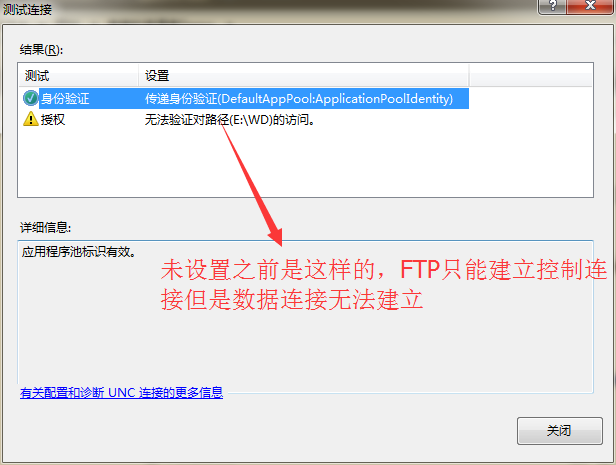 测试连接
结果(R):
测试 设置
身份验证 传递身份验证(DefaultAppPool:ApplicationPoolIdentity)
授权 无法验证对路径(E:\WD)的访问。
详细信息:
应用程序池标识有效。
未设置之前是这样的，FTP只能建立控制连
接但是数据连接无法建立
有关配置和诊断 UNC 连接的更多信息
关闭